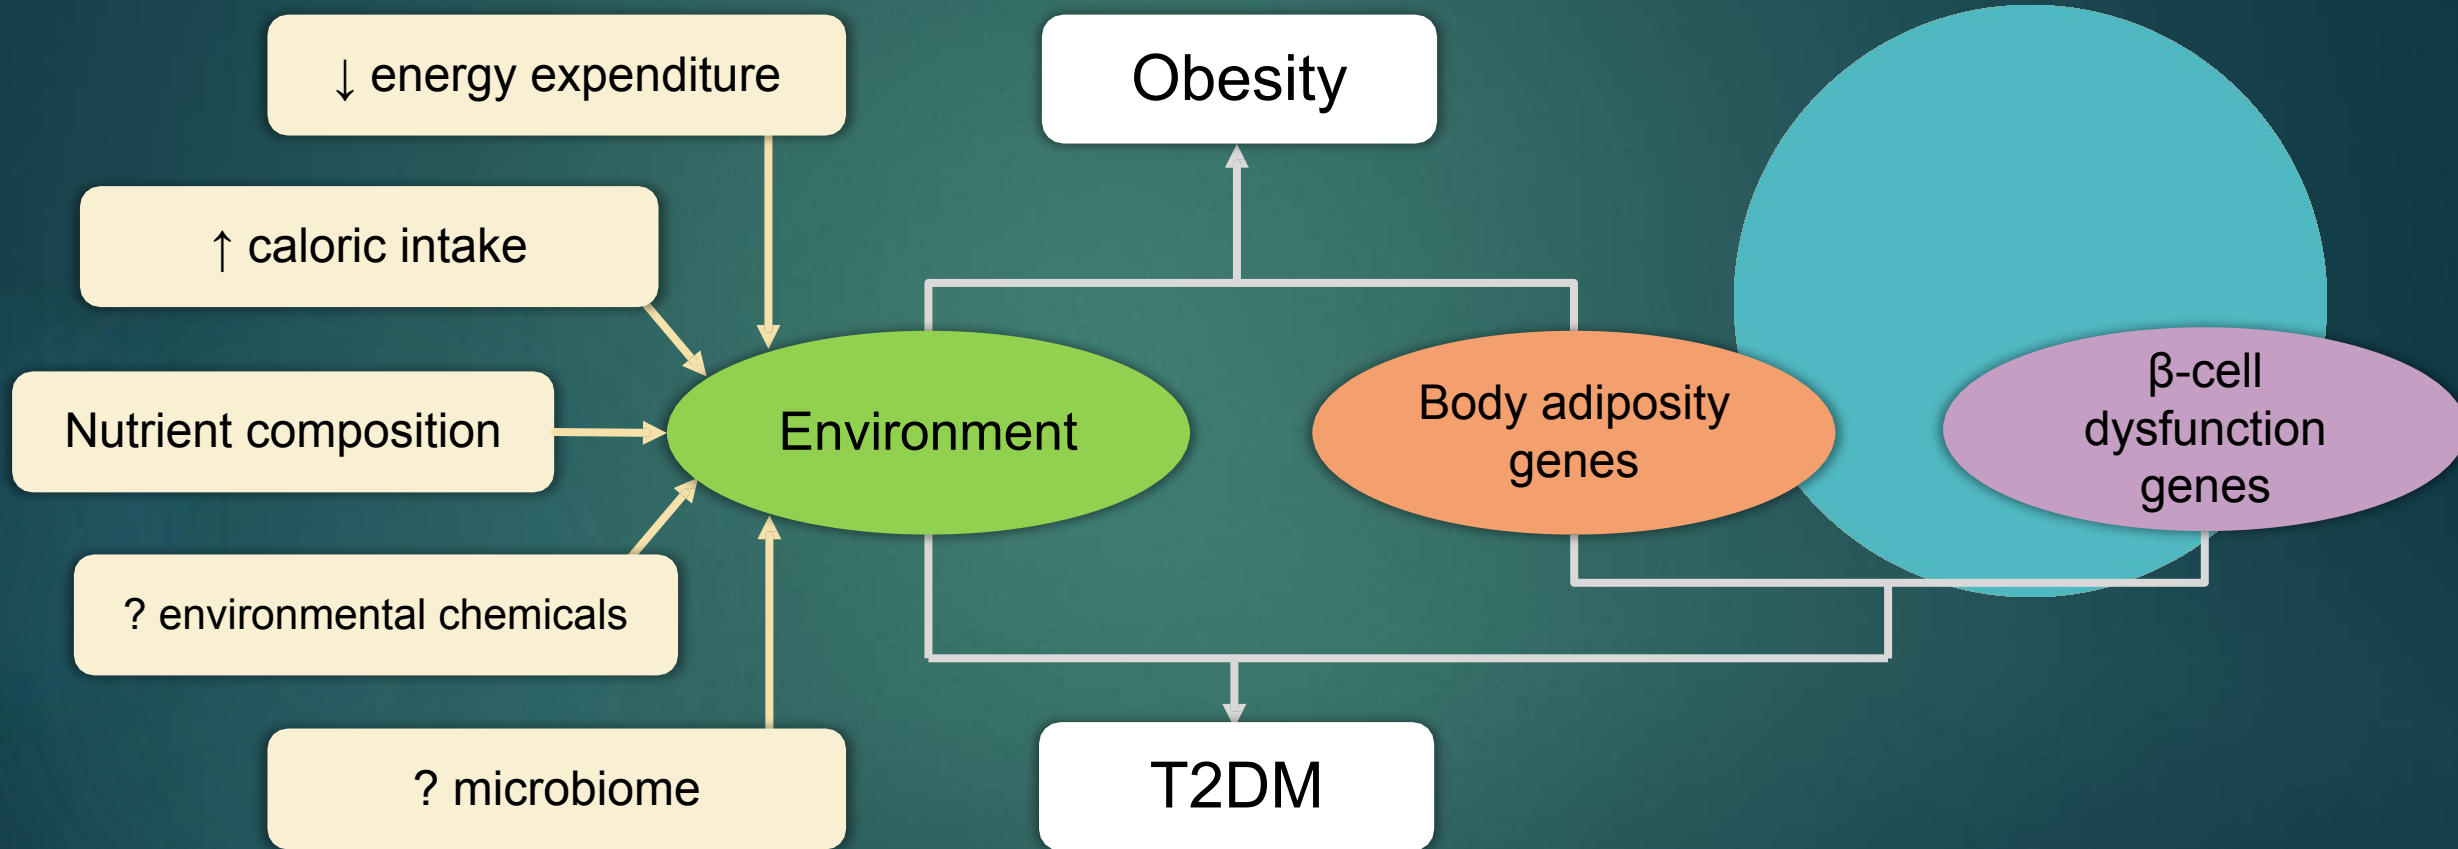 ↓ energy expenditure
Obesity
↑ caloric intake
Nutrient composition
Environment
Body adiposity
genes
β-cell
dysfunction
genes
? environmental chemicals
? microbiome
T2DM